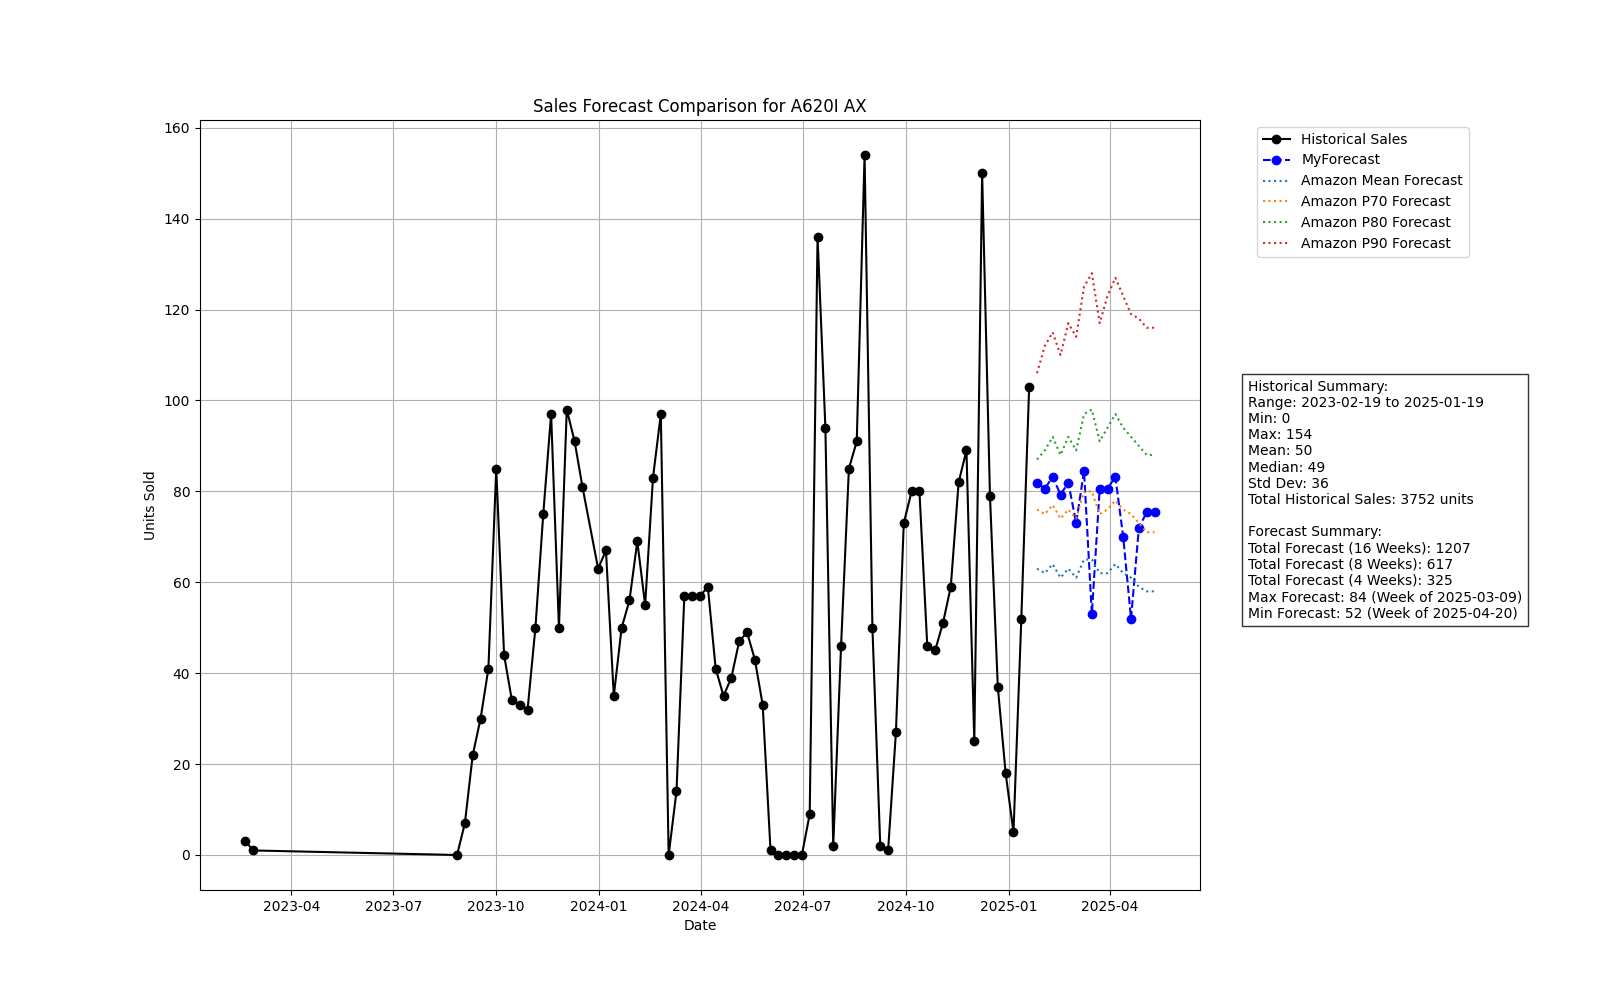 Sales Forecast Comparison for A620I AX
160
140
120
100
80
60
40
20
0
Units Sold
2023-04
2023-07
2023-10
2024-01
2024-04
2024-07
2024-10
2025-01
2025-04
Date
Historical Sales
MyForecast
Amazon Mean Forecast
Amazon P70 Forecast
Amazon P80 Forecast
Amazon P90 Forecast
Historical Summary:
Range: 2023-02-19 to 2025-01-19
Min: 0
Max: 154
Mean: 50
Median: 49
Std Dev: 36
Total Historical Sales: 3752 units
Forecast Summary:
Total Forecast (16 Weeks): 1207
Total Forecast (8 Weeks): 617
Total Forecast (4 Weeks): 325
Max Forecast: 84 (Week of 2025-03-09)
Min Forecast: 52 (Week of 2025-04-20)